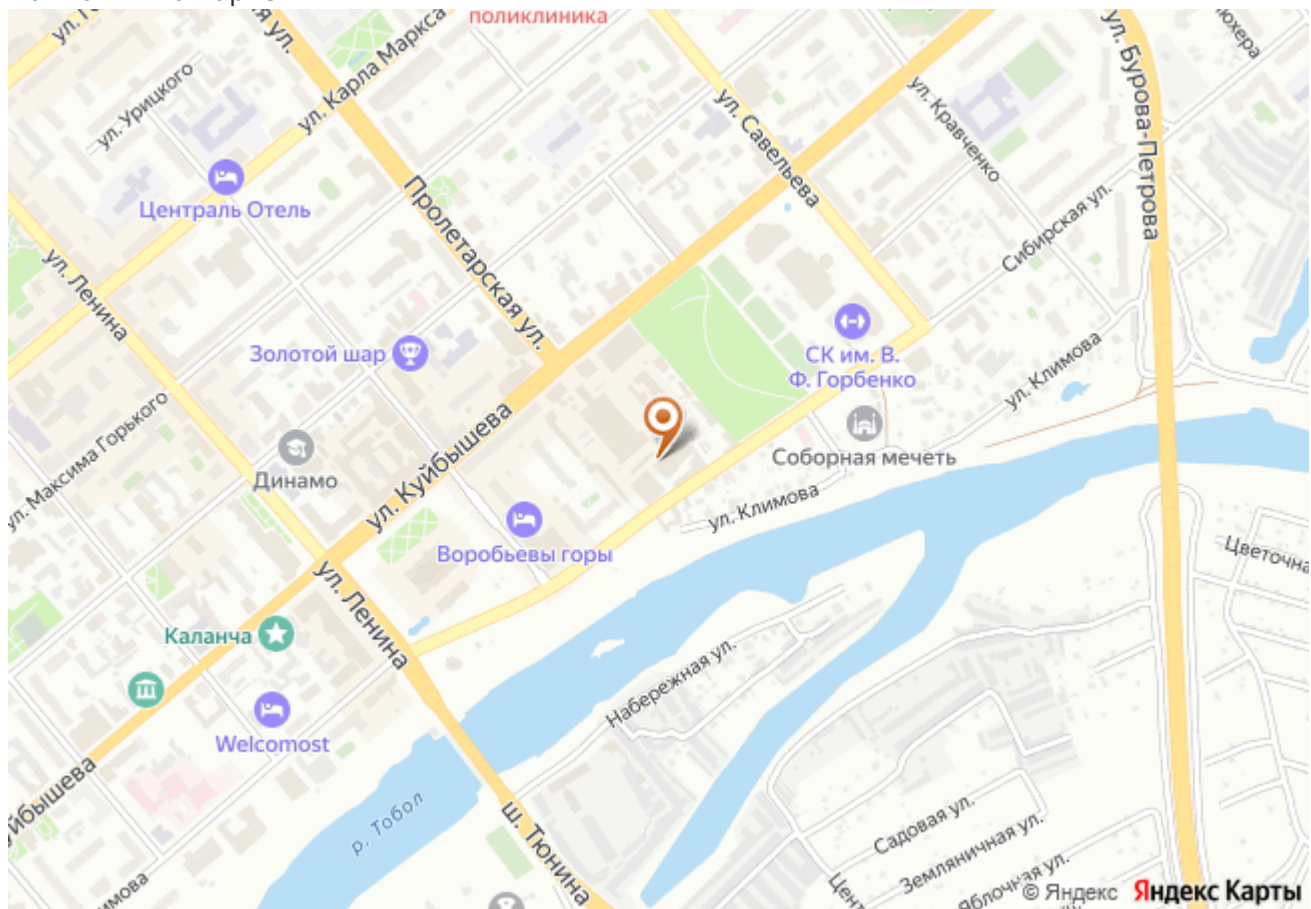 поликлиника
ул. Карла Маркса
ул. Урицкого
ул. Бурова-Петрова
ул. Савельева
ул. Кравченко
Централь Отель
Пролетарская ул.
Сибирская ул.
ул. Ленина
Золотой шар
СК им. В.
Ф. Горбенко
ул. Климова
ул. Максима Горького
ул. Куйбышева
Динамо
Соборная мечеть
ул. Климова
Воробьевы горы
ул. Ленина
Каланча
Набережная ул.
Welcomost
р. Тобол
ш. Тюнина
Садовая ул.
Земляничная ул.
Яблочная ул.
© Яндекс Яндекс Карты